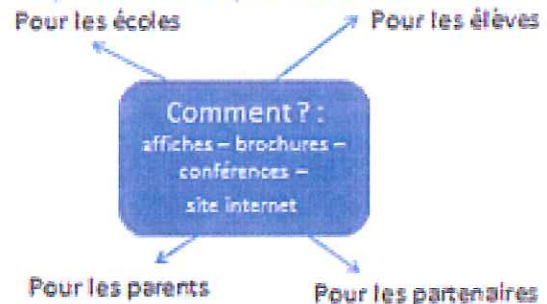 Pour les écoles
Pour les élèves
Comment ? :
affiches – brochures –
conférences –
site internet
Pour les parents
Pour les partenaires